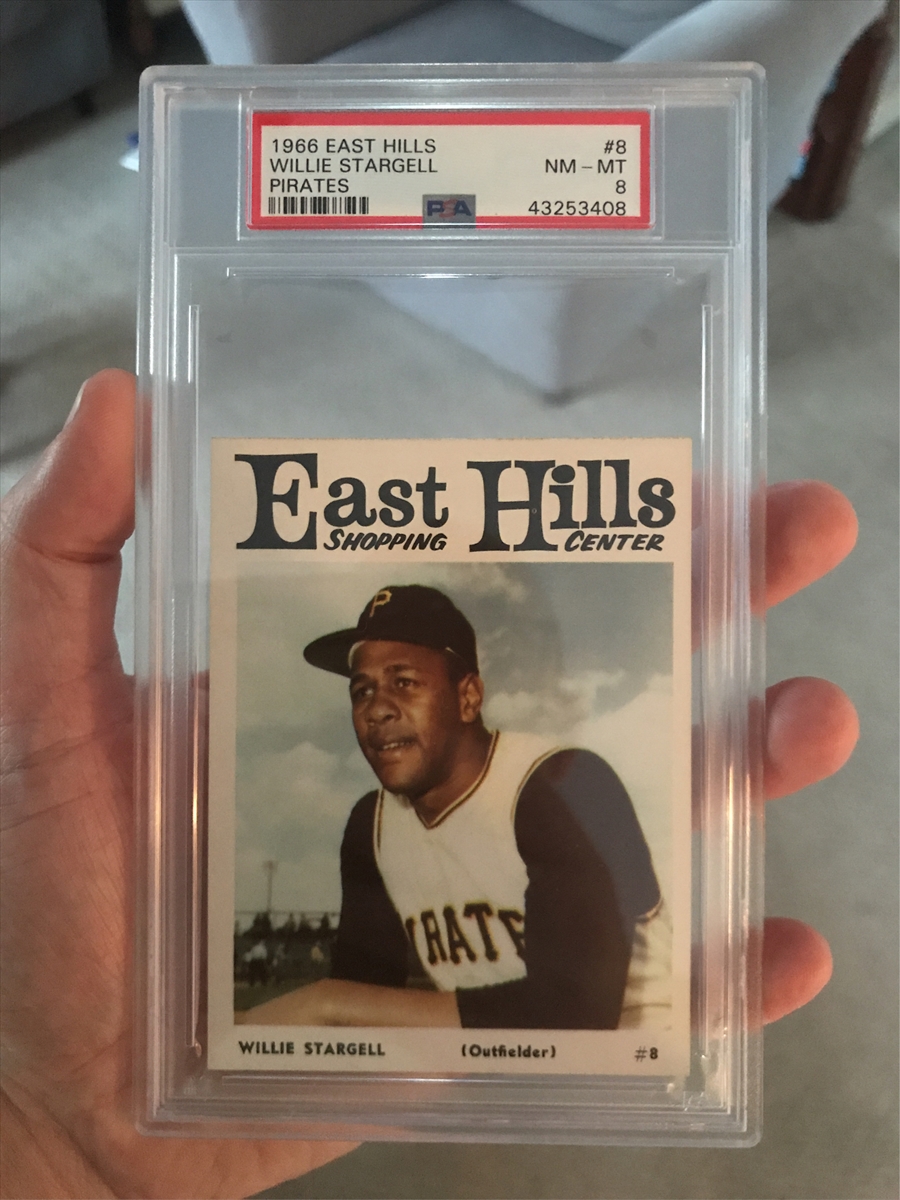 1966 EAST HILLS #8
WILLIE STARGELL NM - MT
PIRATES 8
PSA 43253408
East Hills
SHOPPING CENTER
P
IRATE
WILLIE STARGELL (Outfielder) #8